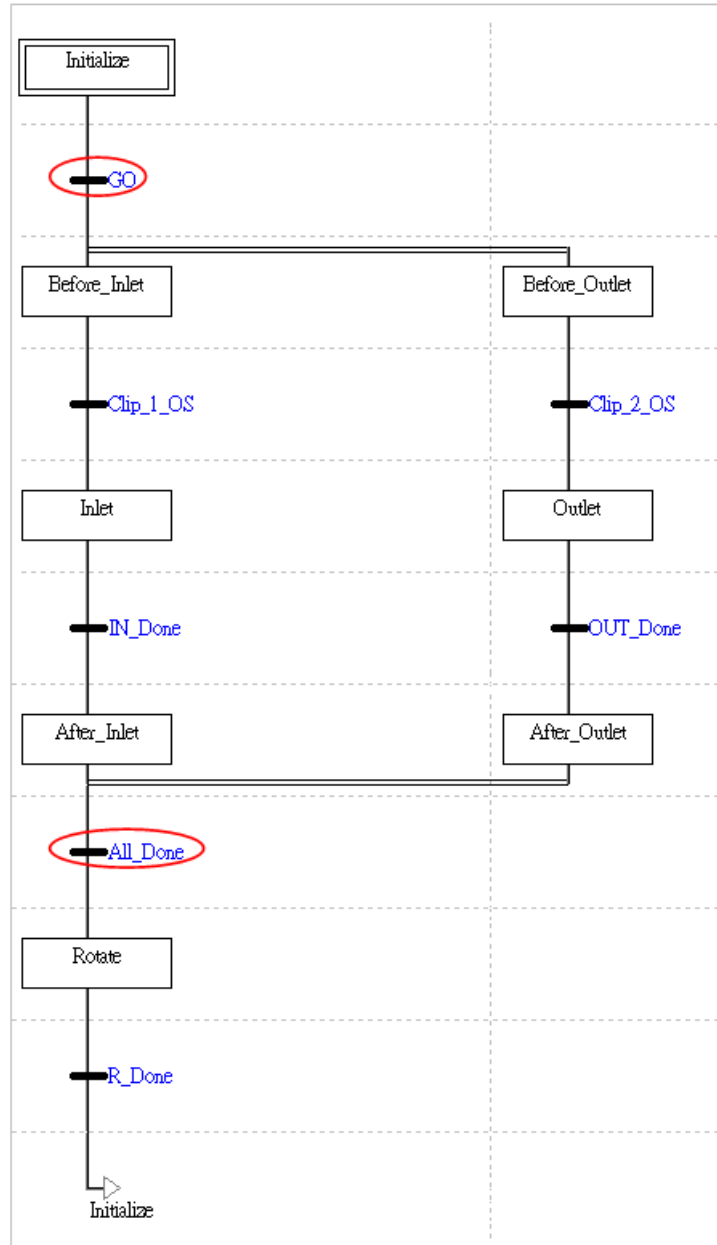 Initialize
GO
Before_Inlet
Before_Outlet
Clip_1_OS
Clip_2_OS
Inlet
Outlet
IN_Done
OUT_Done
After_Inlet
After_Outlet
All_Done
Rotate
R_Done
Initialize